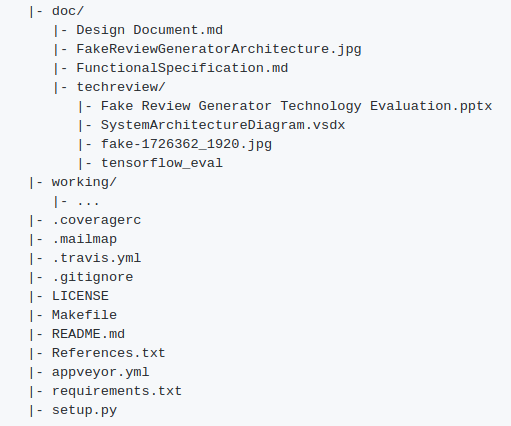 |- doc/
   |- Design Document.md
   |- FakeReviewGeneratorArchitecture.jpg
   |- FunctionalSpecification.md
   |- techreview/
      |- Fake Review Generator Technology Evaluation.pptx
      |- SystemArchitectureDiagram.vsdx
      |- fake-1726362_1920.jpg
      |- tensorflow_eval
|- working/
   |- ...
|- .coveragerc
|- .mailmap
|- .travis.yml
|- .gitignore
|- LICENSE
|- Makefile
|- README.md
|- References.txt
|- appveyor.yml
|- requirements.txt
|- setup.py